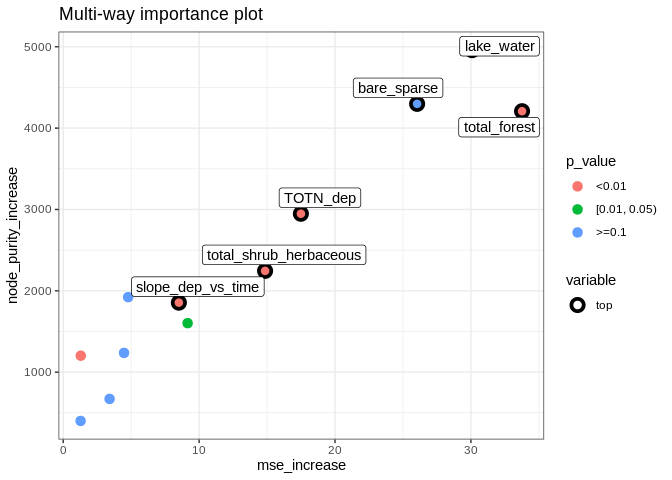 Multi-way importance plot
5000
4000
3000
2000
1000
node_purity_increase
lake_water
bare_sparse
total_forest
TOTN_dep
total_shrub_herbaceous
slope_dep_vs_time
0
10
20
30
mse_increase
p_value
<0.01
[0.01, 0.05)
>=0.1
variable
top